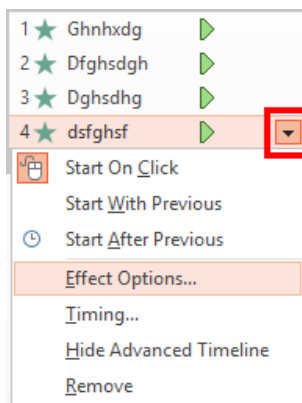 1 Ghnhxdg
2 Dfghsdgh
3 Dghsdhg
4 dsfghsf
Start On Click
Start With Previous
Start After Previous
Effect Options...
Timing...
Hide Advanced Timeline
Remove